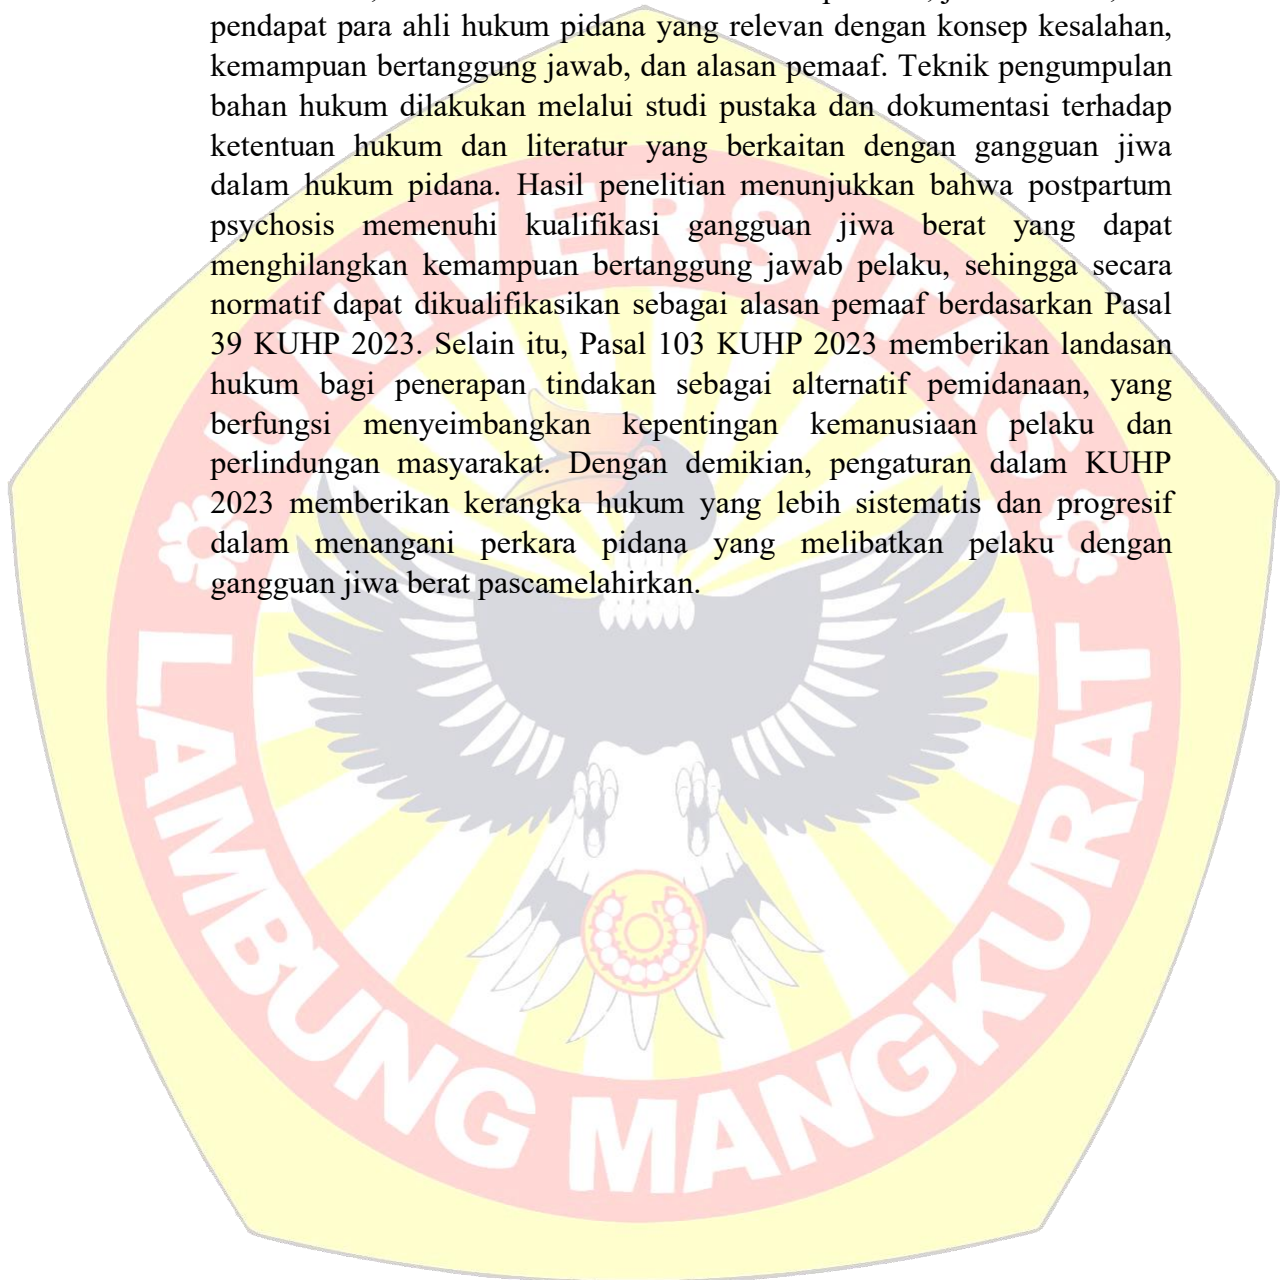 pendapat para ahli hukum pidana yang relevan dengan konsep kesalahan,
kemampuan bertanggung jawab, dan alasan pemaaf. Teknik pengumpulan
bahan hukum dilakukan melalui studi pustaka dan dokumentasi terhadap
ketentuan hukum dan literatur yang berkaitan dengan gangguan jiwa
dalam hukum pidana. Hasil penelitian menunjukkan bahwa postpartum
psychosis memenuhi kualifikasi gangguan jiwa berat yang dapat
menghilangkan kemampuan bertanggung jawab pelaku, sehingga secara
normatif dapat dikualifikasikan sebagai alasan pemaaf berdasarkan Pasal
39 KUHP 2023. Selain itu, Pasal 103 KUHP 2023 memberikan landasan
hukum bagi penerapan tindakan sebagai alternatif pemidanaan, yang
berfungsi menyeimbangkan kepentingan kemanusiaan pelaku dan
perlindungan masyarakat. Dengan demikian, pengaturan dalam KUHP
2023 memberikan kerangka hukum yang lebih sistematis dan progresif
dalam menangani perkara pidana yang melibatkan pelaku dengan
gangguan jiwa berat pascamelahirkan.
UNIVERSITAS
LAMBUNG MANGKURAT